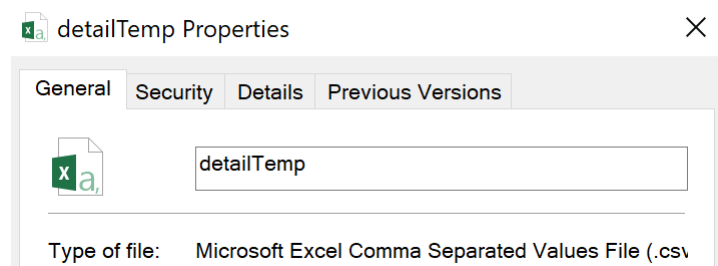 detailTemp Properties
General Security Details Previous Versions
detailTemp
Type of file: Microsoft Excel Comma Separated Values File (.csv